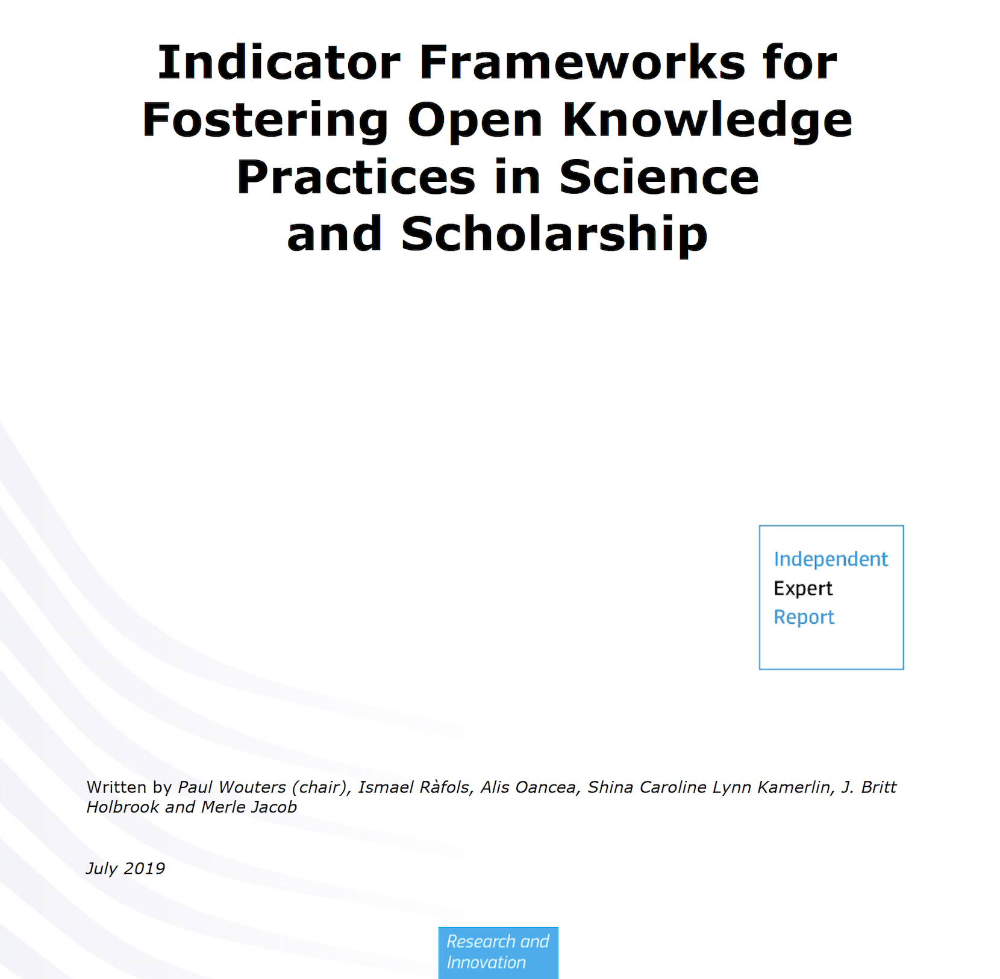 Indicator Frameworks for
Fostering Open Knowledge
Practices in Science
and Scholarship
Independent
Expert
Report
Written by Paul Wouters (chair), Ismael Ràfols, Alis Oancea, Shina Caroline Lynn Kamerlin, J. Britt
Holbrook and Merle Jacob
July 2019
Research and
Innovation